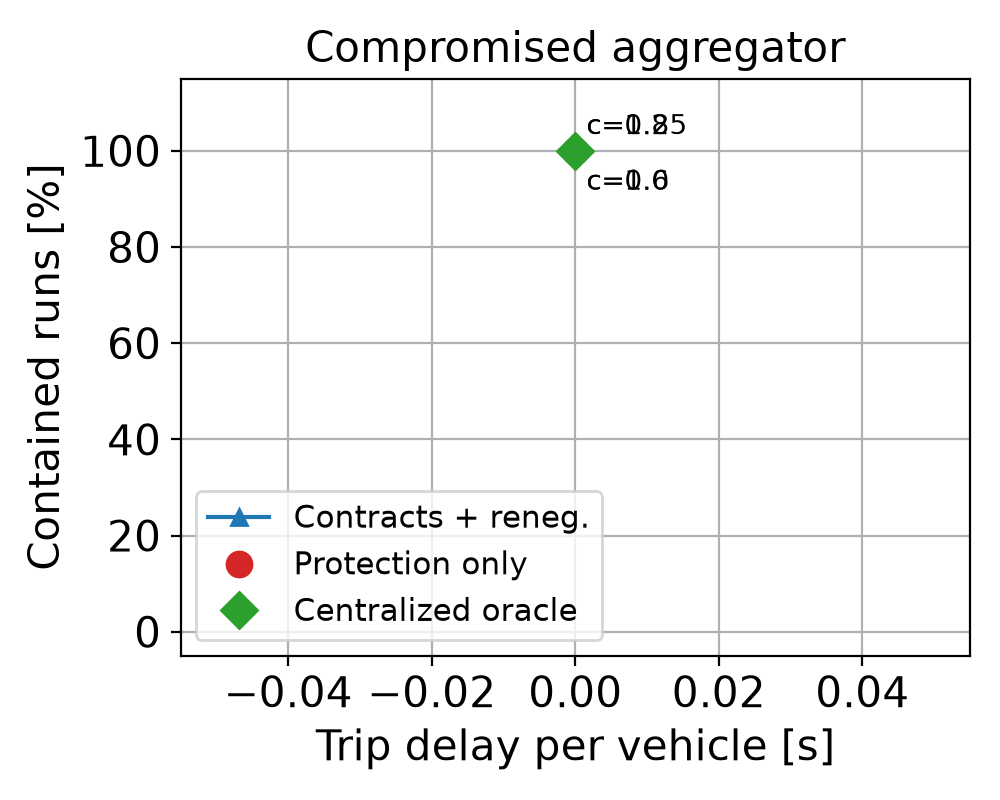 Compromised aggregator
Contained runs [%]
100
80
60
40
20
0
Contracts + reneg.
Protection only
Centralized oracle
−0.04
−0.02
0.00
0.02
0.04
Trip delay per vehicle [s]